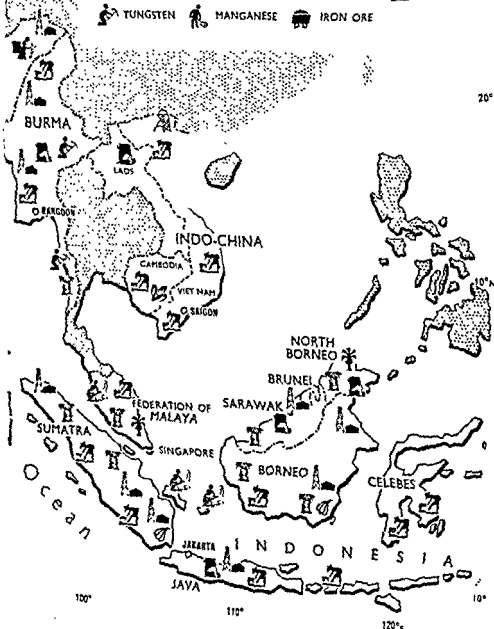 TUNGSTEN MANGANESE IRON ORE
20°
BURMA
LAOS
RANGOON
INDO-CHINA
CAMBODIA
VIET NAM
10°N
SAIGON
NORTH BORNEO
BRUNEI
SARAWAK
FEDERATION OF MALAYA
SUMATRA
SINGAPORE
BORNEO
CELEBES
Ocean
INDONESIA
JAKARTA
JAVA
100°
110°
10°
120°E